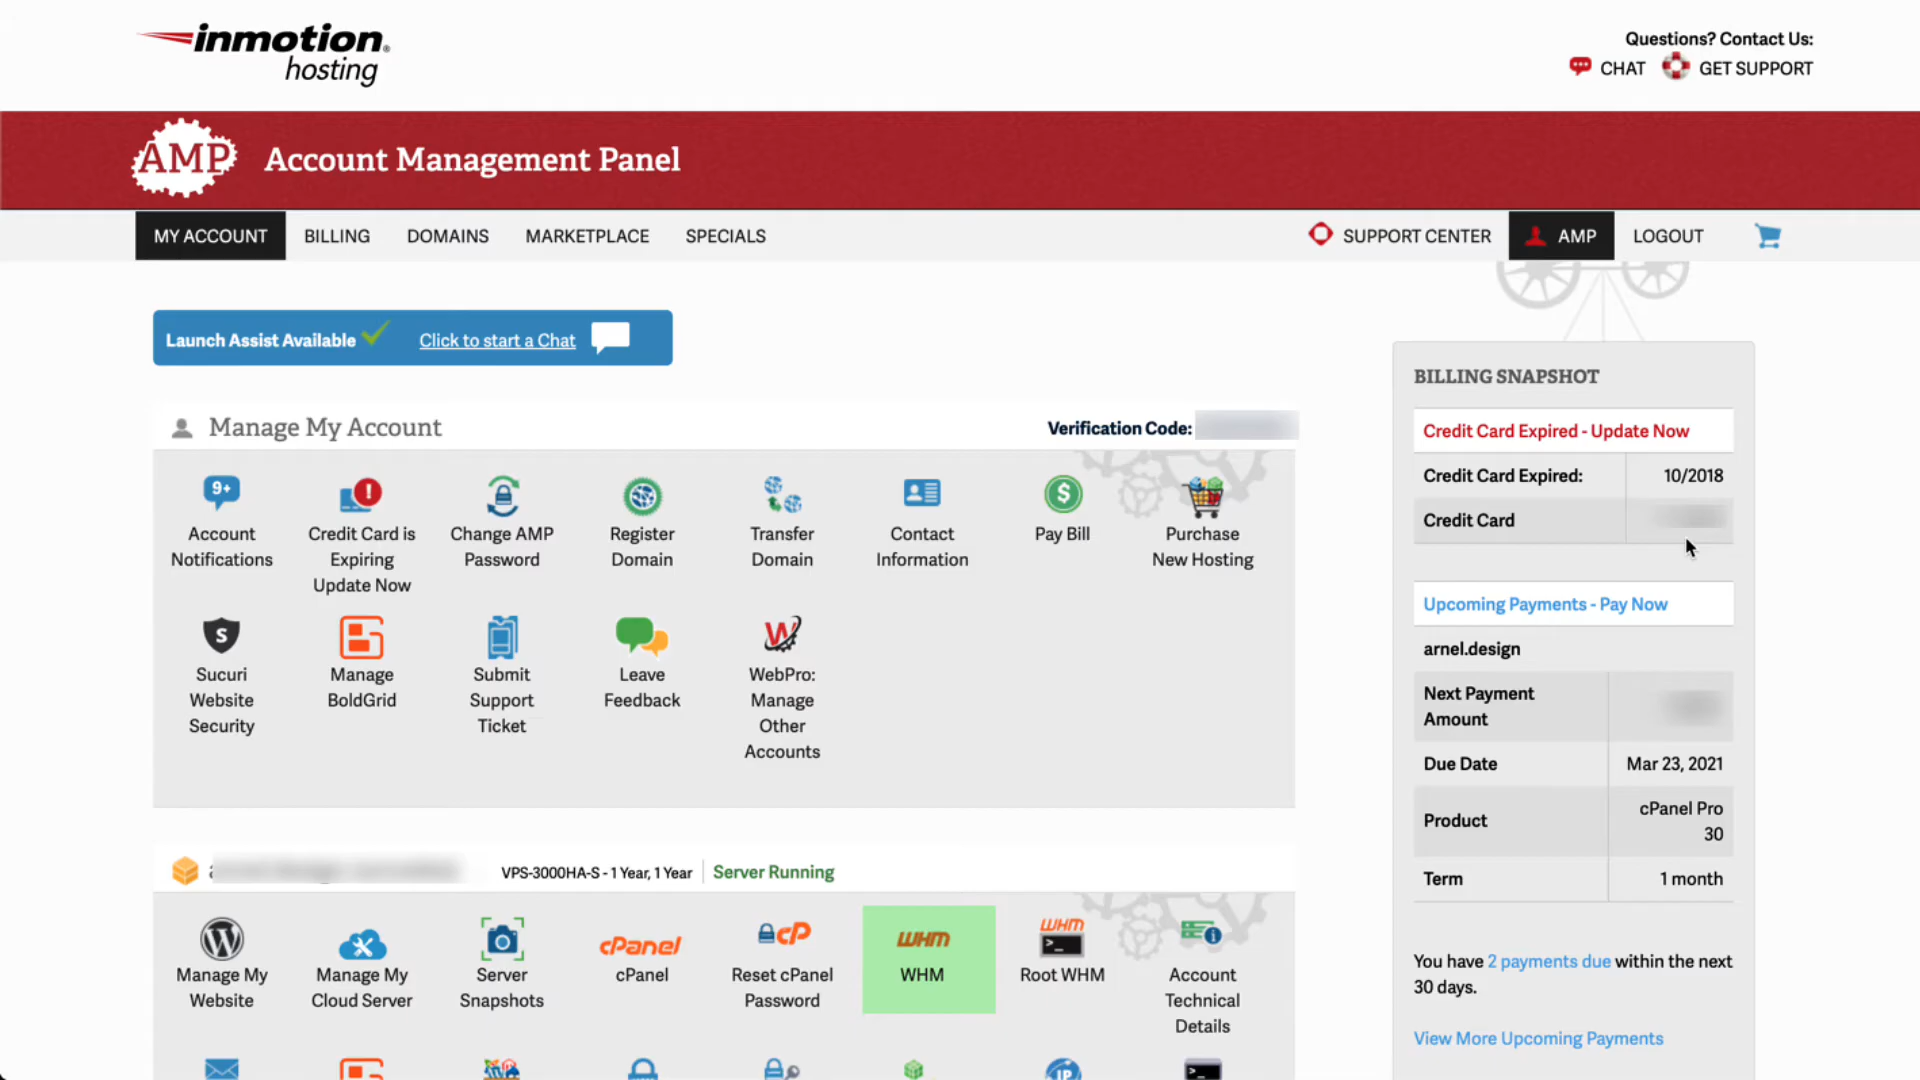 inmotion
hosting
Questions? Contact Us:
CHAT
GET SUPPORT
AMP
Account Management Panel
MY ACCOUNT
BILLING
DOMAINS
MARKETPLACE
SPECIALS
SUPPORT CENTER
AMP
LOGOUT
Launch Assist Available
Click to start a Chat
Manage My Account
Verification Code:
9+
Account
Notifications
!
Credit Card is
Expiring
Update Now
Change AMP
Password
Register
Domain
Transfer
Domain
Contact
Information
$
Pay Bill
Purchase
New Hosting
S
Sucuri
Website
Security
Manage
BoldGrid
Submit
Support
Ticket
Leave
Feedback
W
WebPro:
Manage
Other
Accounts
VPS-3000HA-S - 1 Year, 1 Year
Server Running
Manage My
Website
Manage My
Cloud Server
Server
Snapshots
cPanel
cPanel
cP
Reset cPanel
Password
WHM
WHM
WHM
>_
Root WHM
Account
Technical
Details
IP
>_
BILLING SNAPSHOT
Credit Card Expired - Update Now
Credit Card Expired: 10/2018
Credit Card
Upcoming Payments - Pay Now
arnel.design
Next Payment
Amount
Due Date Mar 23, 2021
Product cPanel Pro
30
Term 1 month
You have 2 payments due within the next
30 days.
View More Upcoming Payments